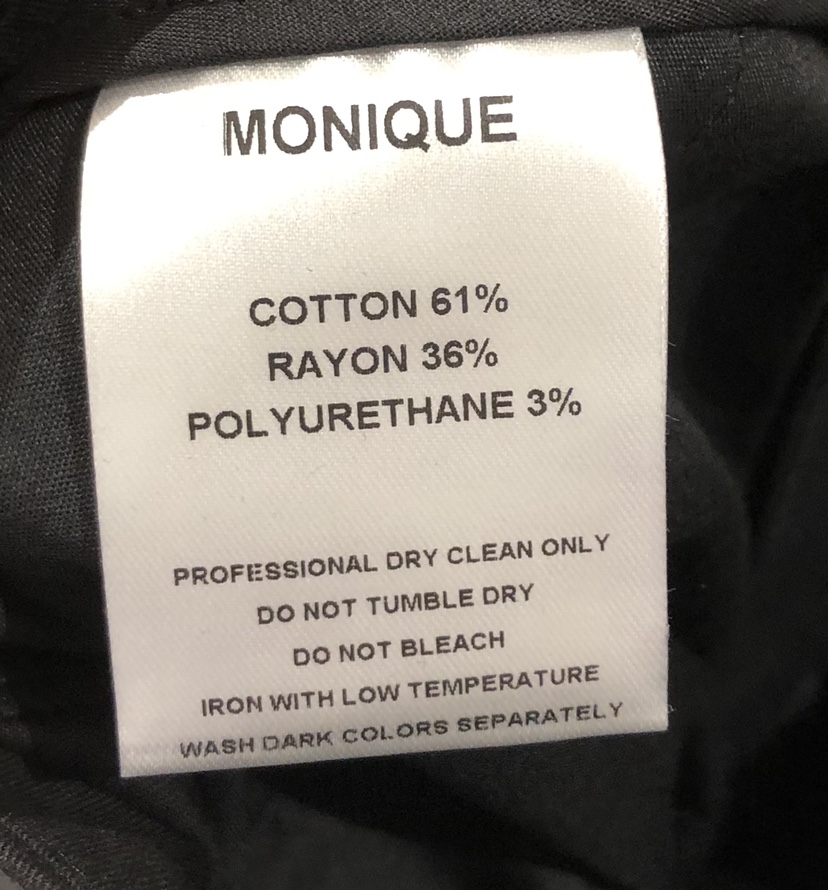 MONIQUE
COTTON 61%
RAYON 36%
POLYURETHANE 3%
PROFESSIONAL DRY CLEAN ONLY
DO NOT TUMBLE DRY
DO NOT BLEACH
IRON WITH LOW TEMPERATURE
WASH DARK COLORS SEPARATELY